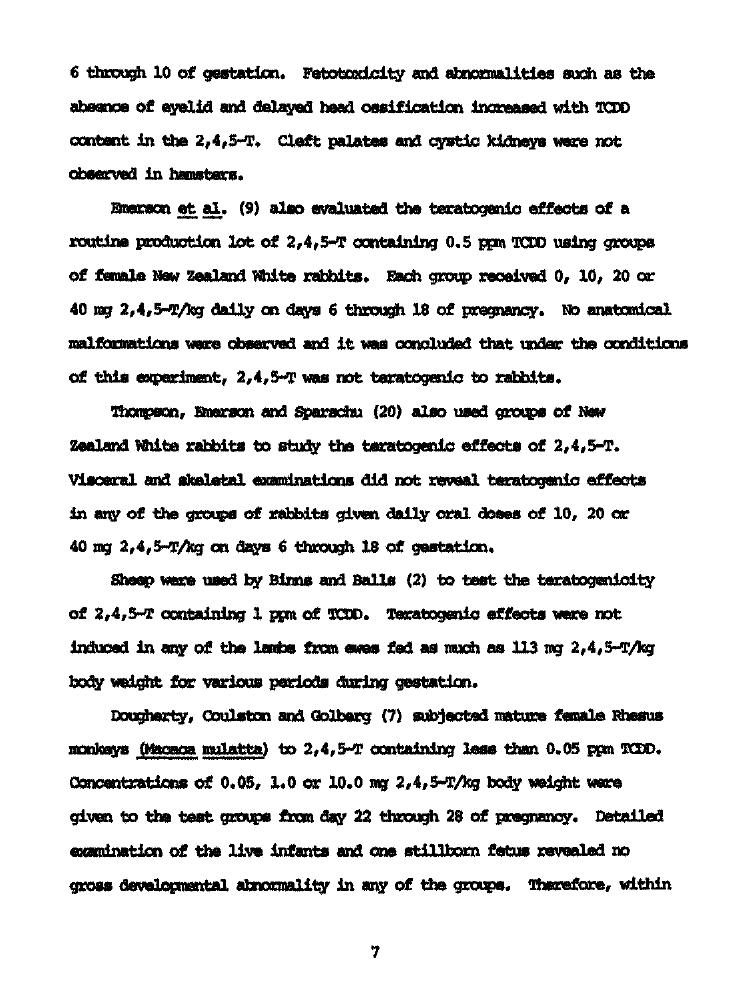 6 through 10 of gestation. Fetotoxicity and abnormalities such as the
absence of eyelid and delayed head ossification increased with TCDD
content in the 2,4,5-T. Cleft palates and cystic kidneys were not
observed in hamsters.
Emerson et al. (9) also evaluated the teratogenic effects of a
routine production lot of 2,4,5-T containing 0.5 ppm TCDD using groups
of female New Zealand White rabbits. Each group received 0, 10, 20 or
40 mg 2,4,5-T/kg daily on days 6 through 18 of pregnancy. No anatomical
malformations were observed and it was concluded that under the conditions
of this experiment, 2,4,5-T was not teratogenic to rabbits.
Thompson, Emerson and Sparschu (20) also used groups of New
Zealand White rabbits to study the teratogenic effects of 2,4,5-T.
Visceral and skeletal examinations did not reveal teratogenic effects
in any of the groups of rabbits given daily oral doses of 10, 20 or
40 mg 2,4,5-T/kg on days 6 through 18 of gestation.
Sheep were used by Binns and Balls (2) to test the teratogenicity
of 2,4,5-T containing 1 ppm of TCDD. Teratogenic effects were not
induced in any of the lambs from ewes fed as much as 113 mg 2,4,5-T/kg
body weight for various periods during gestation.
Dougherty, Coulston and Golberg (7) subjected mature female Rhesus
monkeys (Macaca mulatta) to 2,4,5-T containing less than 0.05 ppm TCDD.
Concentrations of 0.05, 1.0 or 10.0 mg 2,4,5-T/kg body weight were
given to the test groups from day 22 through 28 of pregnancy. Detailed
examination of the live infants and one stillborn fetus revealed no
gross developmental abnormality in any of the groups. Therefore, within
7